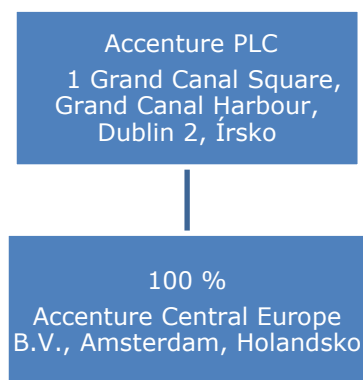 Accenture PLC
1 Grand Canal Square,
Grand Canal Harbour,
Dublin 2, Írsko
100 %
Accenture Central Europe
B.V., Amsterdam, Holandsko